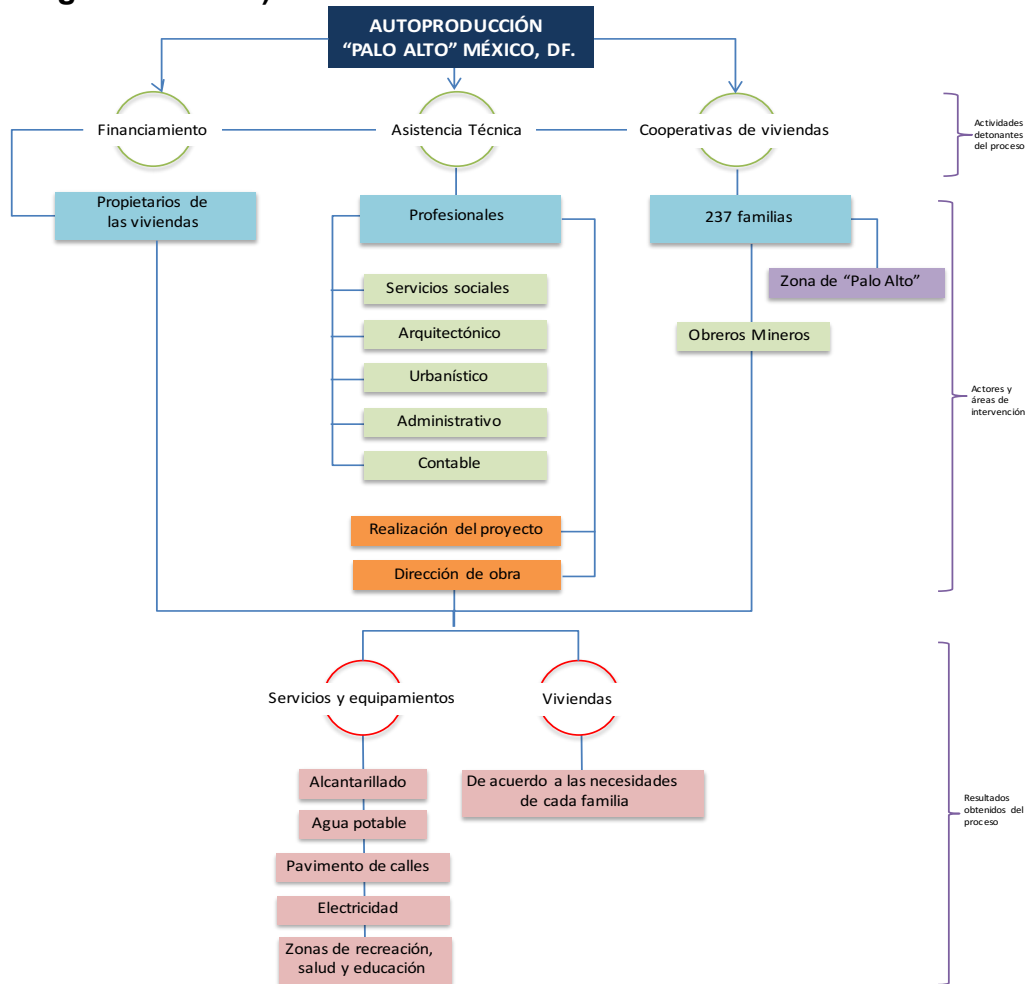 AUTOPRODUCCIÓN
“PALO ALTO” MÉXICO, DF.
Financiamiento
Asistencia Técnica
Cooperativas de viviendas
Actividades
detonantes
del proceso
Propietarios de
las viviendas
Profesionales
237 familias
Zona de “Palo Alto”
Servicios sociales
Arquitectónico
Obreros Mineros
Urbanístico
Administrativo
Contable
Actores y
áreas de
intervención
Realización del proyecto
Dirección de obra
Servicios y equipamientos
Viviendas
Alcantarillado
De acuerdo a las necesidades
de cada familia
Agua potable
Pavimento de calles
Electricidad
Zonas de recreación,
salud y educación
Resultados
obtenidos del
proceso